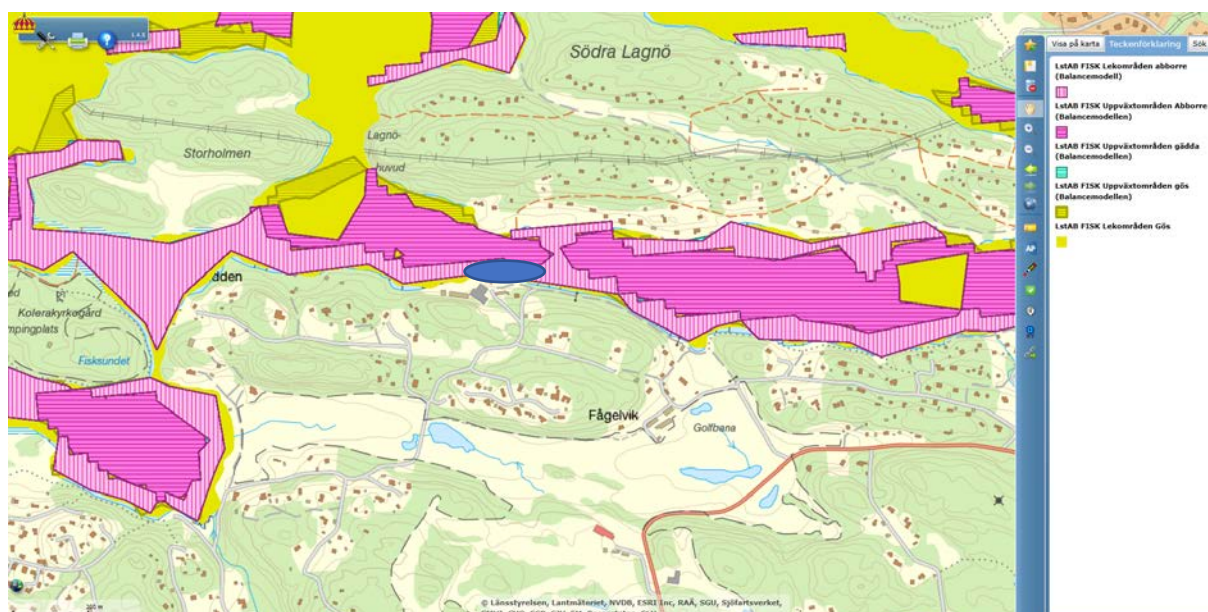 Visa på karta Teckenförklaring Sök
LstAB FISK Lekområden abborre
(Balancemodell)
LstAB FISK Uppväxtområden Abborre
(Balancemodellen)
LstAB FISK Uppväxtområden gädda
(Balancemodellen)
LstAB FISK Uppväxtområden gös
(Balancemodellen)
LstAB FISK Lekområden Gös
Södra Lagnö
Lagnö-
huvud
Storholmen
dden
Kolerakyrkogård
mpingplats
Fisksundet
Fågelvik
Golfbana
AP
© Länsstyrelsen, Lantmäteriet, NVDB, ESRI Inc, RAÄ, SGU, Sjöfartsverket,